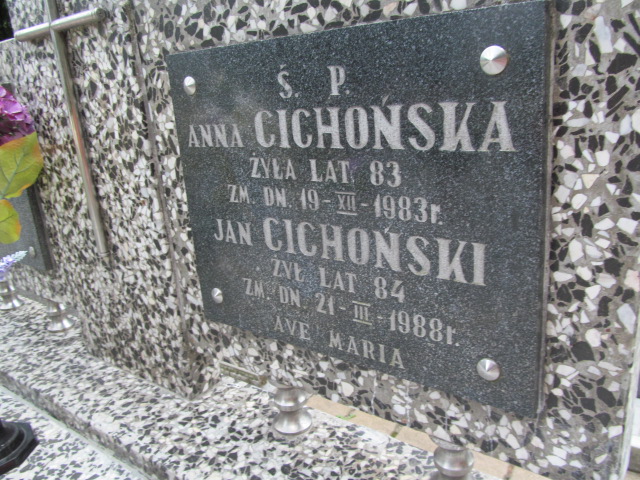 Ś. P.
ANNA CICHOŃSKA
ŻYŁA LAT 83
ZM. DN. 19-XII-1983r.
JAN CICHOŃSKI
ŻYŁ LAT 84
ZM. DN. 21-III-1988r.
AVE MARIA